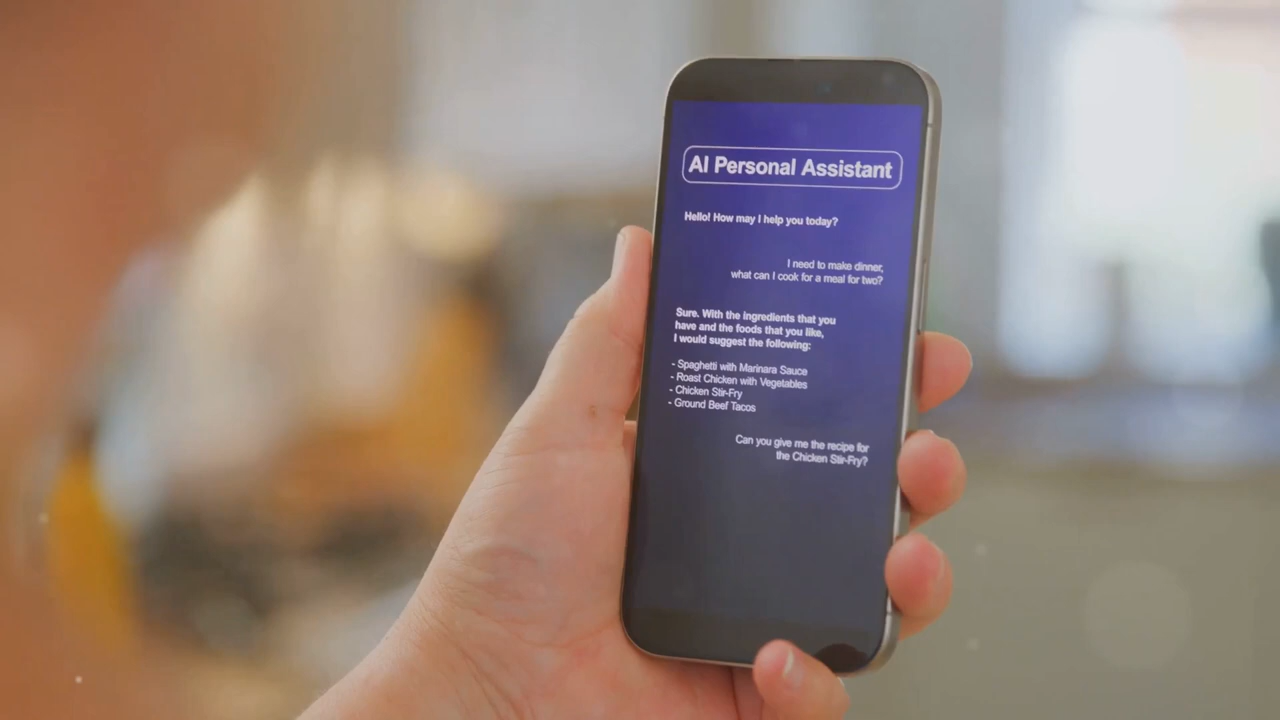 AI Personal Assistant
Hello! How may I help you today?
I need to make dinner,
what can I cook for a meal for two?
Sure. With the ingredients that you
have and the foods that you like,
I would suggest the following:
- Spaghetti with Marinara Sauce
- Roast Chicken with Vegetables
- Chicken Stir-Fry
- Ground Beef Tacos
Can you give me the recipe for
the Chicken Stir-Fry?